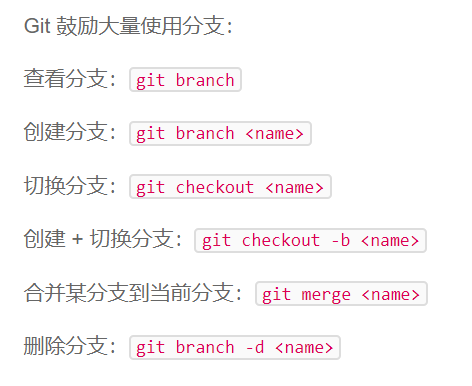 Git 鼓励大量使用分支：
查看分支：git branch
创建分支：git branch <name>
切换分支：git checkout <name>
创建 + 切换分支：git checkout -b <name>
合并某分支到当前分支：git merge <name>
删除分支：git branch -d <name>